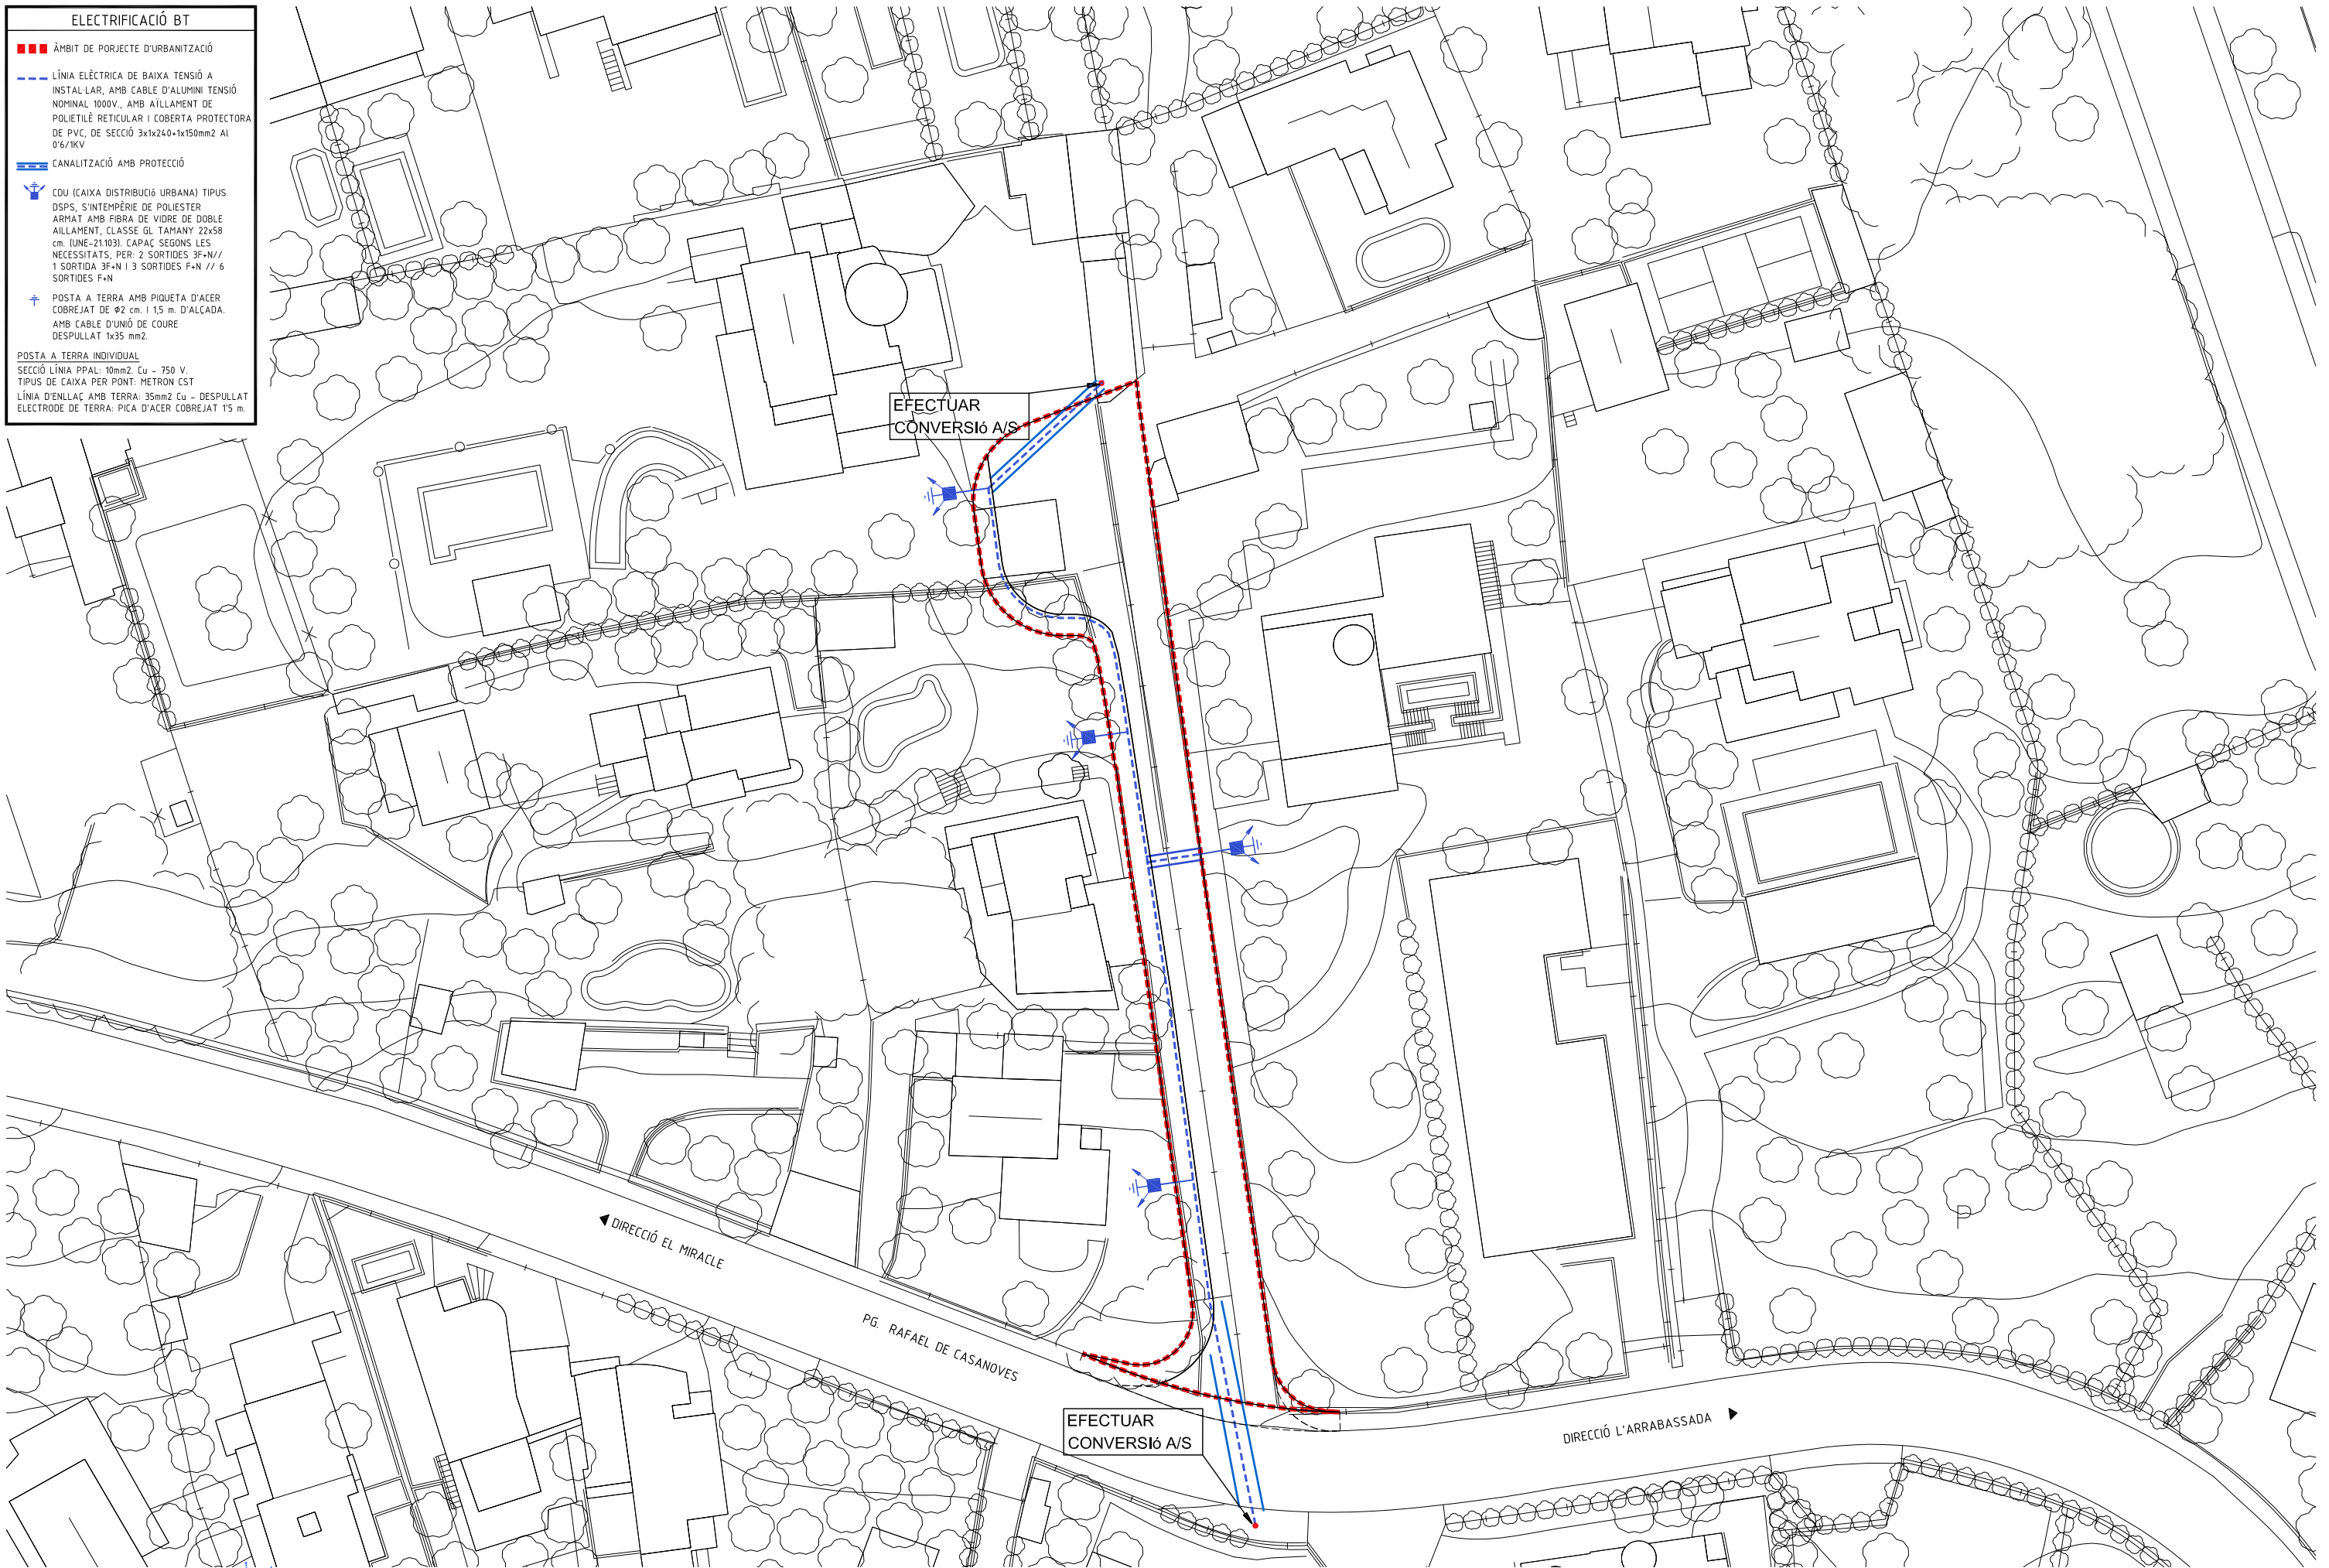 ELECTRIFICACIÓ BT
ÀMBIT DE PORJECTE D'URBANITZACIÓ
LÍNIA ELÈCTRICA DE BAIXA TENSIÓ A
INSTAL·LAR, AMB CABLE D'ALUMINI TENSIÓ
NOMINAL 1000V., AMB AÏLLAMENT DE
POLIETILÈ RETICULAR I COBERTA PROTECTORA
DE PVC, DE SECCIÓ 3x1x240+1x150mm2 Al
0'6/1KV
CANALITZACIÓ AMB PROTECCIÓ
CDU (CAIXA DISTRIBUCIó URBANA) TIPUS
DSPS, S'INTEMPÈRIE DE POLIESTER
ARMAT AMB FIBRA DE VIDRE DE DOBLE
AILLAMENT, CLASSE GL TAMANY 22x58
cm. (UNE-21.103). CAPAÇ SEGONS LES
NECESSITATS, PER: 2 SORTIDES 3F+N//
1 SORTIDA 3F+N I 3 SORTIDES F+N // 6
SORTIDES F+N
POSTA A TERRA AMB PIQUETA D'ACER
COBREJAT DE Ø2 cm. I 1,5 m. D'ALÇADA.
AMB CABLE D'UNIÓ DE COURE
DESPULLAT 1x35 mm2.
POSTA A TERRA INDIVIDUAL
SECCIÓ LÍNIA PPAL: 10mm2. Cu - 750 V.
TIPUS DE CAIXA PER PONT: METRON CST
LÍNIA D'ENLLAÇ AMB TERRA: 35mm2 Cu - DESPULLAT
ELECTRODE DE TERRA: PICA D'ACER COBREJAT 1'5 m.
EFECTUAR
CONVERSIó A/S
P
DIRECCIÓ EL MIRACLE
PG. RAFAEL DE CASANOVES
EFECTUAR
CONVERSIó A/S
DIRECCIÓ L'ARRABASSADA